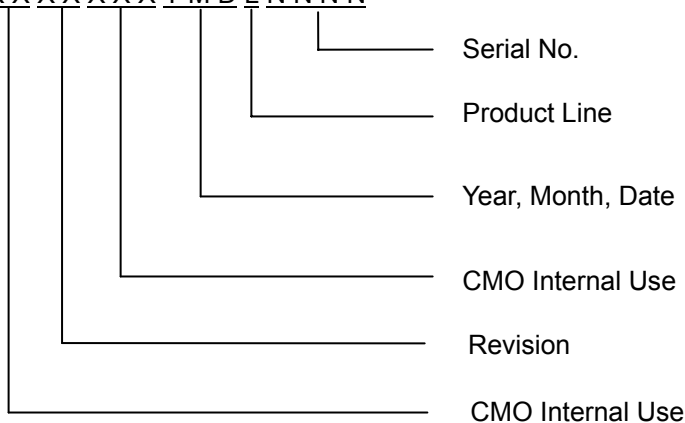 Serial No.
Product Line
Year, Month, Date
CMO Internal Use
Revision
CMO Internal Use